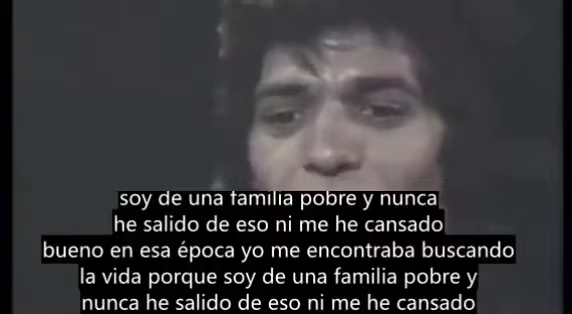 soy de una familia pobre y nunca
he salido de eso ni me he cansado
bueno en esa época yo me encontraba buscando
la vida porque soy de una familia pobre y
nunca he salido de eso ni me he cansado